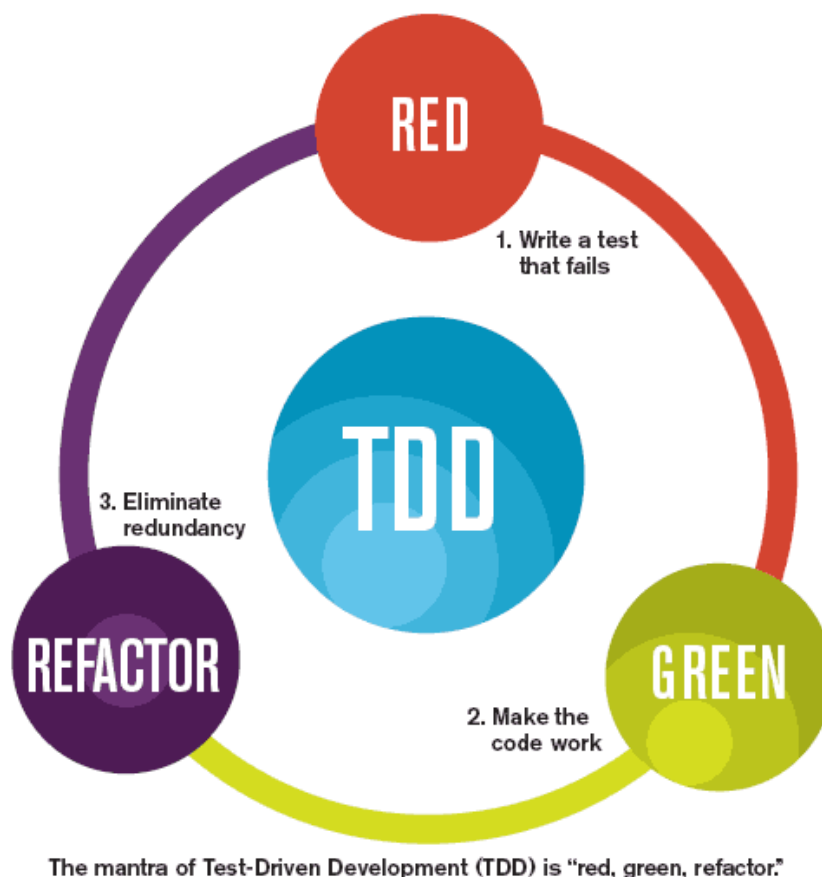 RED
1. Write a test
that fails
TDD
3. Eliminate
redundancy
REFACTOR
GREEN
2. Make the
code work
The mantra of Test-Driven Development (TDD) is “red, green, refactor.”